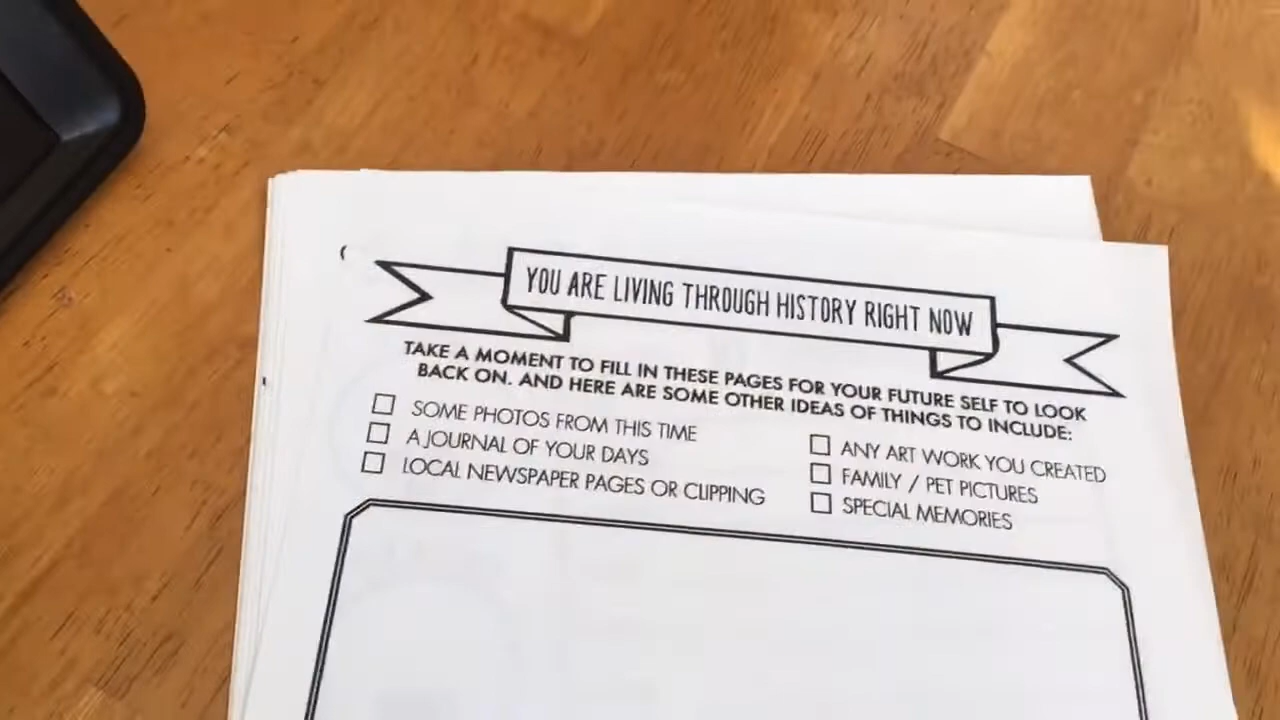 YOU ARE LIVING THROUGH HISTORY RIGHT NOW
TAKE A MOMENT TO FILL IN THESE PAGES FOR YOUR FUTURE SELF TO LOOK
BACK ON. AND HERE ARE SOME OTHER IDEAS OF THINGS TO INCLUDE:
SOME PHOTOS FROM THIS TIME
A JOURNAL OF YOUR DAYS
LOCAL NEWSPAPER PAGES OR CLIPPING
ANY ART WORK YOU CREATED
FAMILY / PET PICTURES
SPECIAL MEMORIES